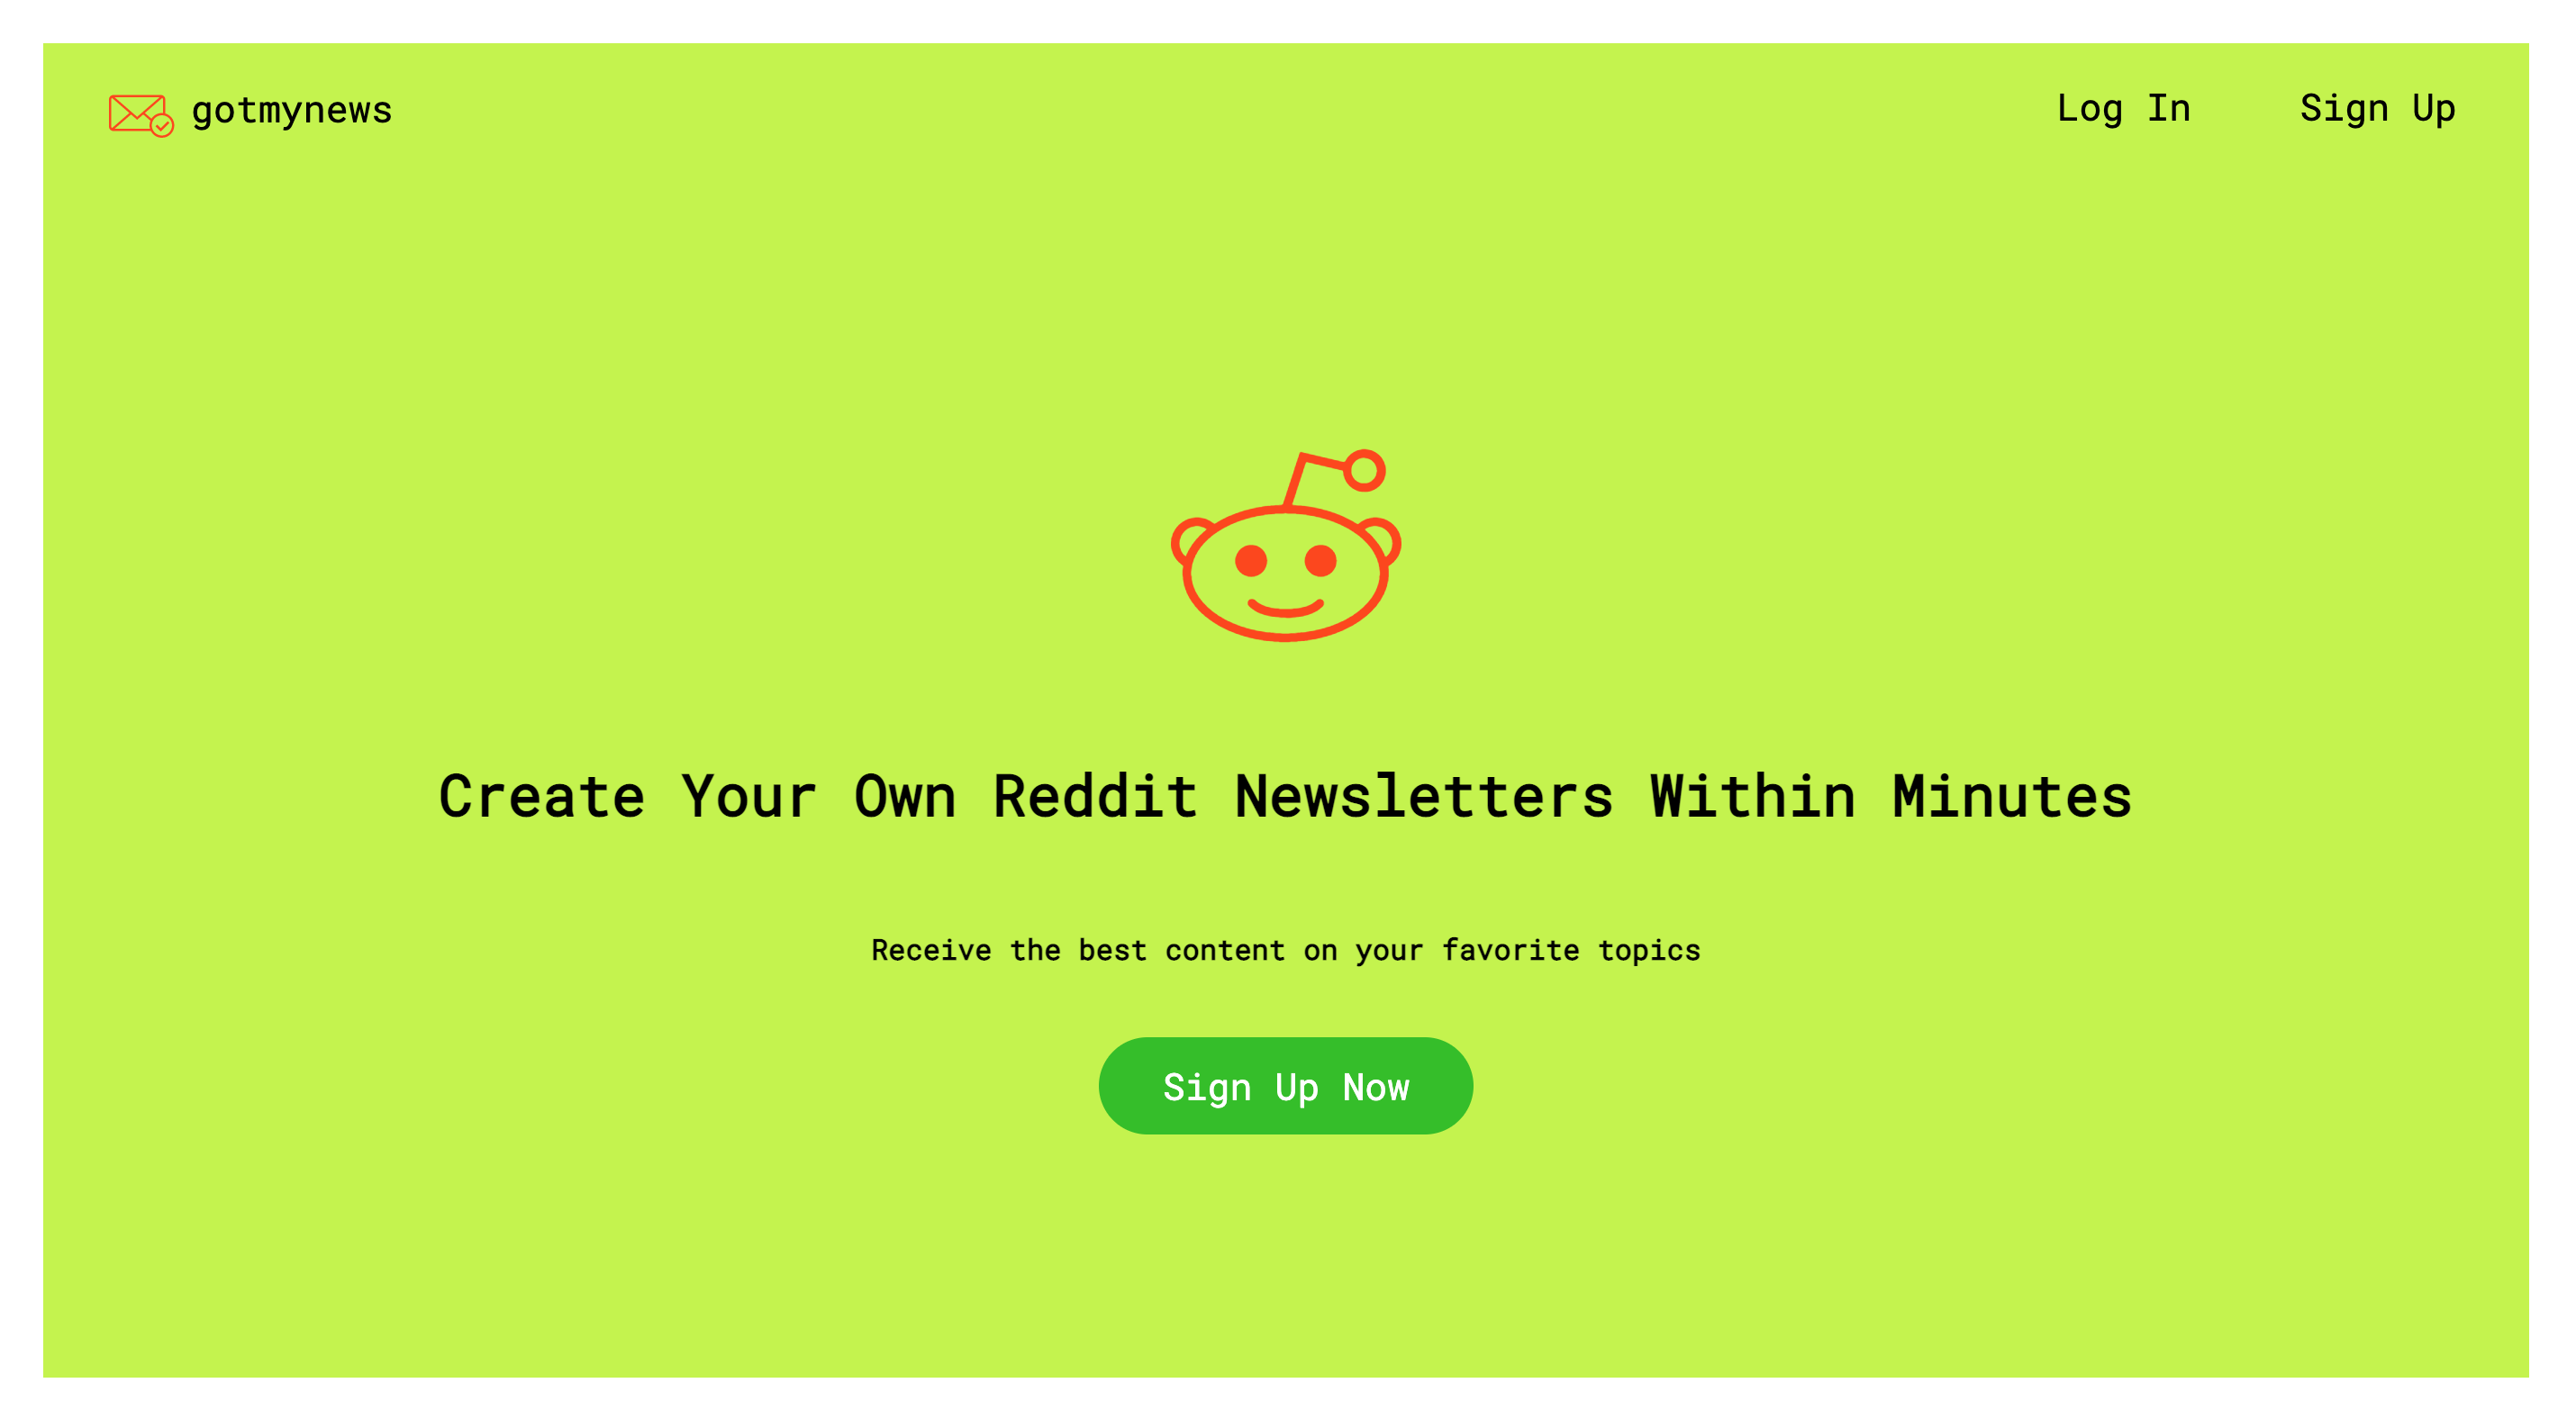 gotmynews
Log In
Sign Up
Create Your Own Reddit Newsletters Within Minutes
Receive the best content on your favorite topics
Sign Up Now